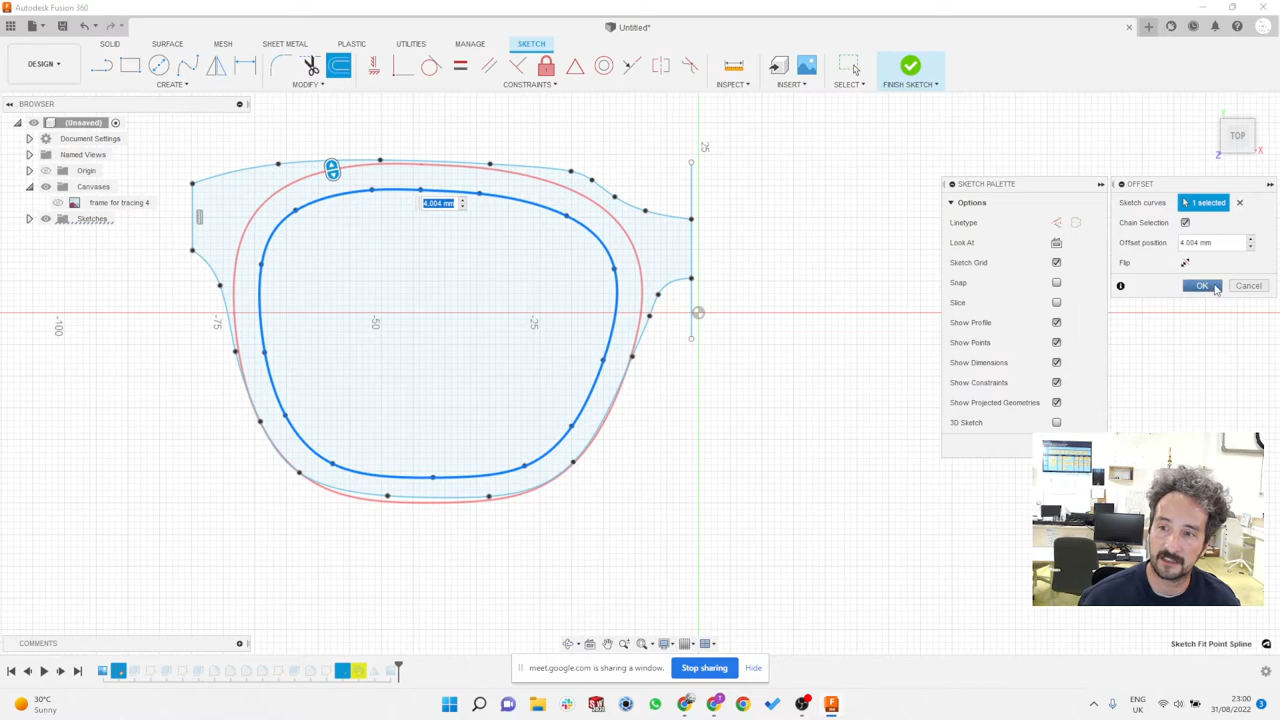 Autodesk Fusion 360
Untitled*
SOLID SURFACE MESH SHEET METAL PLASTIC UTILITIES MANAGE SKETCH
DESIGN
CREATE MODIFY CONSTRAINTS INSPECT INSERT SELECT FINISH SKETCH
BROWSER
(Unsaved)
Document Settings
Named Views
Origin
Canvases
frame for tracing 4
Sketches
25
4.004 mm
-100
-75
-50
-25
TOP
Y
X
Z
SKETCH PALETTE
Options
Linetype
Look At
Sketch Grid
Snap
Slice
Show Profile
Show Points
Show Dimensions
Show Constraints
Show Projected Geometries
3D Sketch
OFFSET
Sketch curves 1 selected
Chain Selection
Offset position 4.004 mm
Flip
OK Cancel
COMMENTS
Sketch Fit Point Spline
meet.google.com is sharing a window. Stop sharing Hide
30°C
Sunny
ENG
UK
23:00
31/08/2022
3